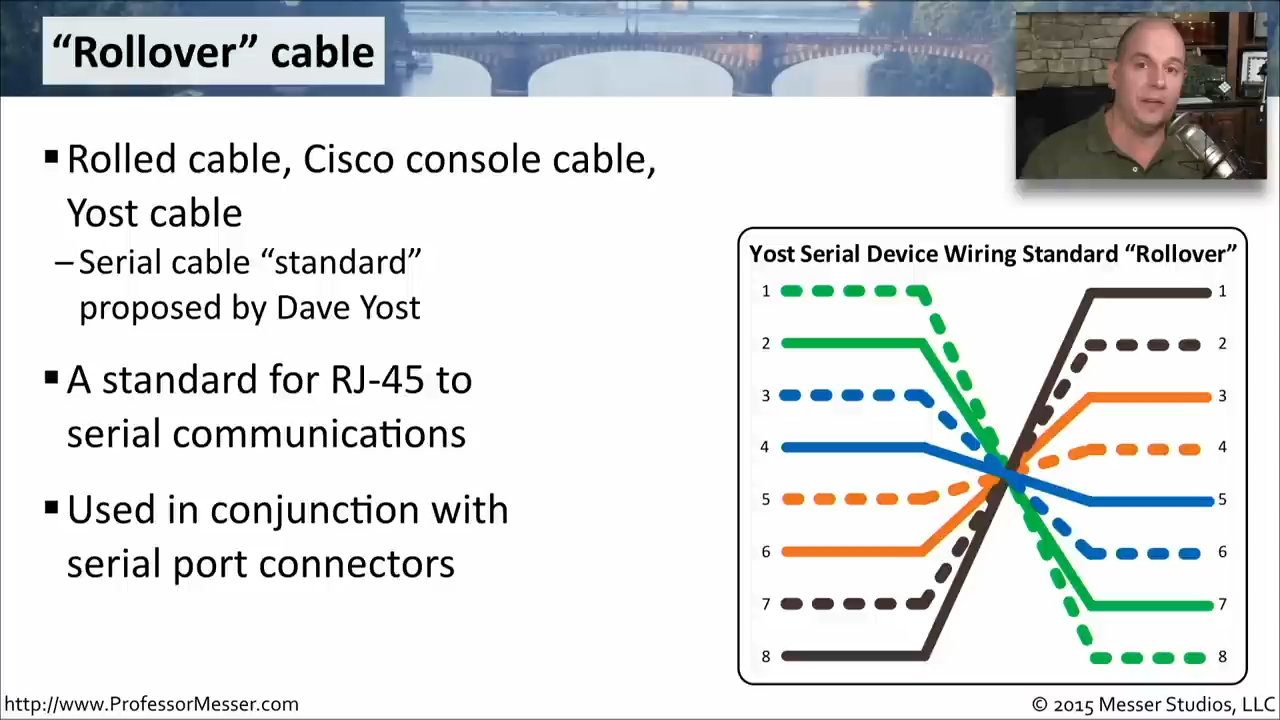 “Rollover” cable
▪ Rolled cable, Cisco console cable,
Yost cable
– Serial cable “standard”
proposed by Dave Yost
▪ A standard for RJ-45 to
serial communications
▪ Used in conjunction with
serial port connectors
Yost Serial Device Wiring Standard “Rollover”
1 1
2 2
3 3
4 4
5 5
6 6
7 7
8 8
http://www.ProfessorMesser.com
© 2015 Messer Studios, LLC